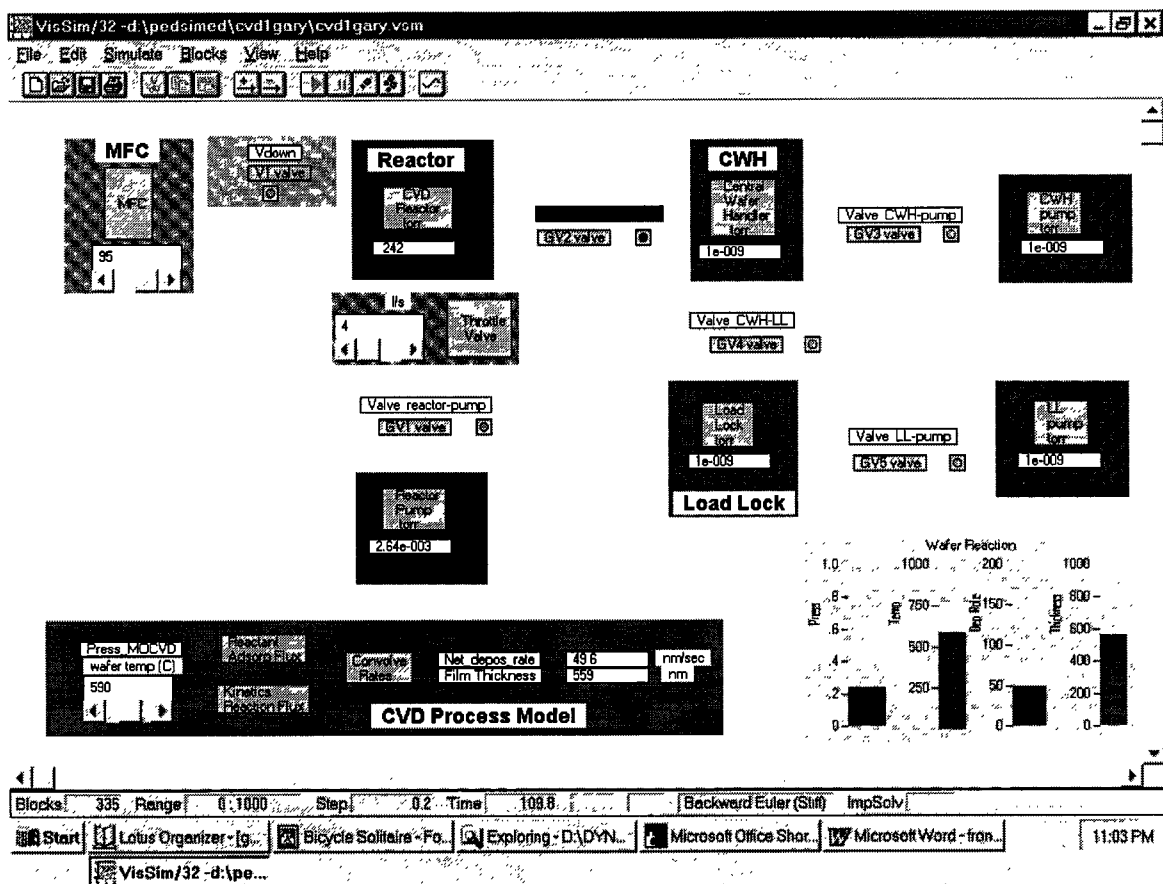 VisSim/32 -d:\pedsimed\cvd1gary\cvd1gary.vsm
File Edit Simulate Blocks View Help
MFC
MFC
95
Vdown
V1 valve
Reactor
CVD
Reactor
torr
242
GV2 valve
CWH
Central
Wafer
Handler
torr
1e-009
Valve CWH-pump
GV3 valve
CWH
pump
torr
1e-009
l/s
4
Throttle
Valve
Valve CWH-LL
GV4 valve
Valve reactor-pump
GV1 valve
Load
Lock
torr
1e-009
Load Lock
Valve LL-pump
GV5 valve
LL
pump
torr
1e-009
Reactor
Pump
torr
2.64e-003
Wafer Reaction
Press
1.0
.8
.6
.4
.2
0
Temp
1000
750
500
250
0
Dep Rate
200
150
100
50
0
Thickness
1000
800
600
400
200
0
Press_MOCVD
wafer temp (C)
590
Reactant
Adsorp Flux
Kinetics
Reaction Flux
Convolve
Rates
Net depos_rate 49.6 nm/sec
Film Thickness 559 nm
CVD Process Model
Blocks 335 Range 0:1000 Step 0.2 Time 109.8 Backward Euler (Stiff) ImpSolv
Start Lotus Organizer - [g... Bicycle Solitaire - Fo... Exploring - D:\DYN... Microsoft Office Shor... Microsoft Word - fron... 11:03 PM
VisSim/32 -d:\pe...